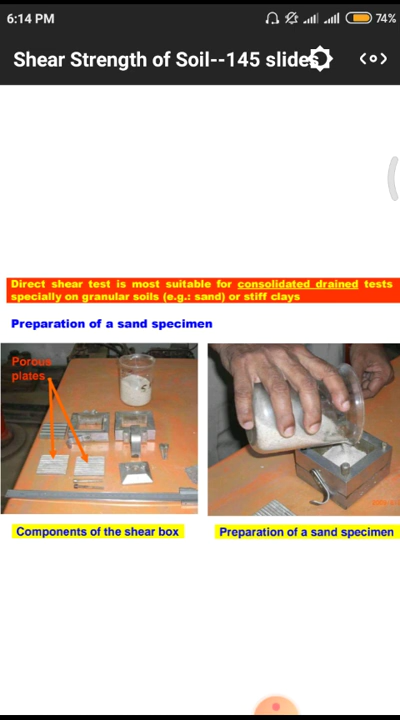 6:14 PM
74%
Shear Strength of Soil--145 slides
Direct shear test is most suitable for consolidated drained tests
specially on granular soils (e.g.: sand) or stiff clays
Preparation of a sand specimen
Porous
plates
Components of the shear box
Preparation of a sand specimen